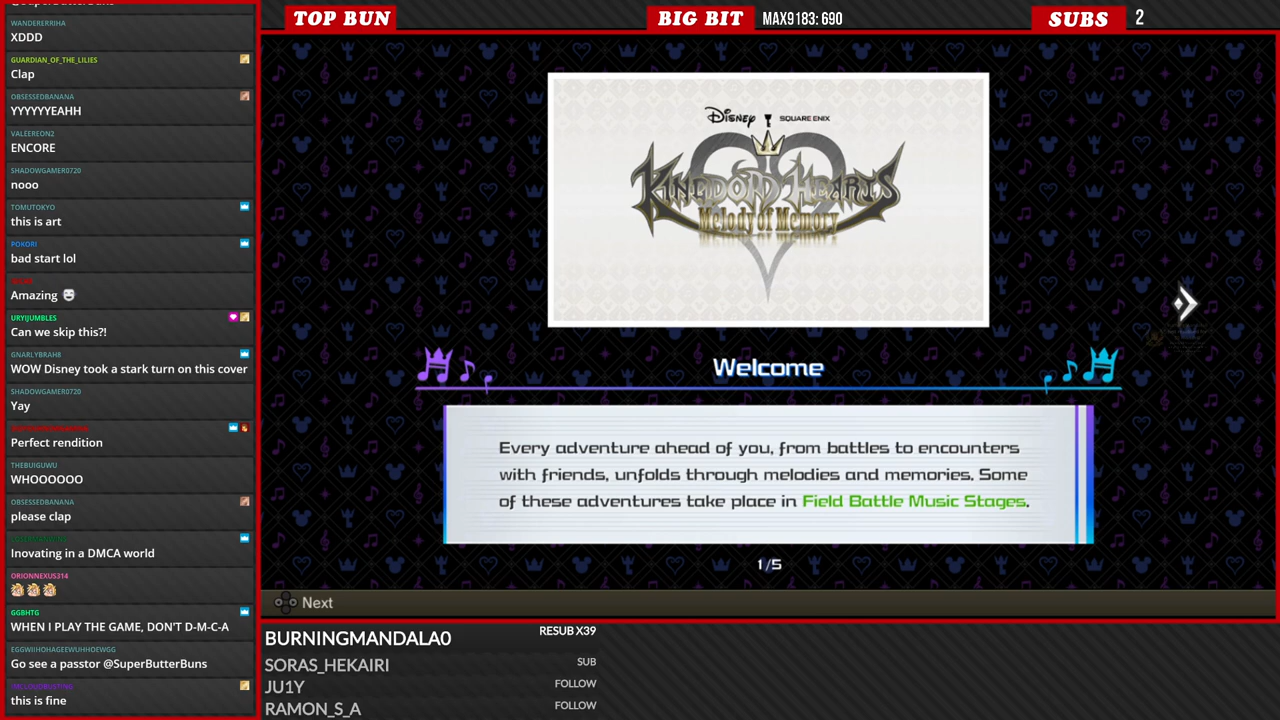 TOP BUN
BIG BIT MAX9183: 690
SUBS 2
WANDERERRIHA
XDDD
GUARDIAN_OF_THE_LILIES
Clap
OBSESSEDBANANA
YYYYYYEAHH
VALEEREON2
ENCORE
SHADOWGAMER0720
nooo
TOMUTOKYO
this is art
POKORI
bad start lol
Amazing
URYIJUMBLES
Can we skip this?!
GNARLYBRAH8
WOW Disney took a stark turn on this cover
SHADOWGAMER0720
Yay
Perfect rendition
THEBUIGUWU
WHOOOOOO
OBSESSEDBANANA
please clap
Inovating in a DMCA world
ORIONNEXUS314
GGBHTG
WHEN I PLAY THE GAME, DON'T D-M-C-A
EGGWIIHOHAGEEWUHHOEWGG
Go see a passtor @SuperButterBuns
this is fine
Disney SQUARE ENIX
KINGDOM HEARTS
Melody of Memory
Welcome
Every adventure ahead of you, from battles to encounters
with friends, unfolds through melodies and memories. Some
of these adventures take place in Field Battle Music Stages.
1/5
Next
BURNINGMANDALA0 RESUB X39
SORAS_HEKAIRI SUB
JU1Y FOLLOW
RAMON_S_A FOLLOW